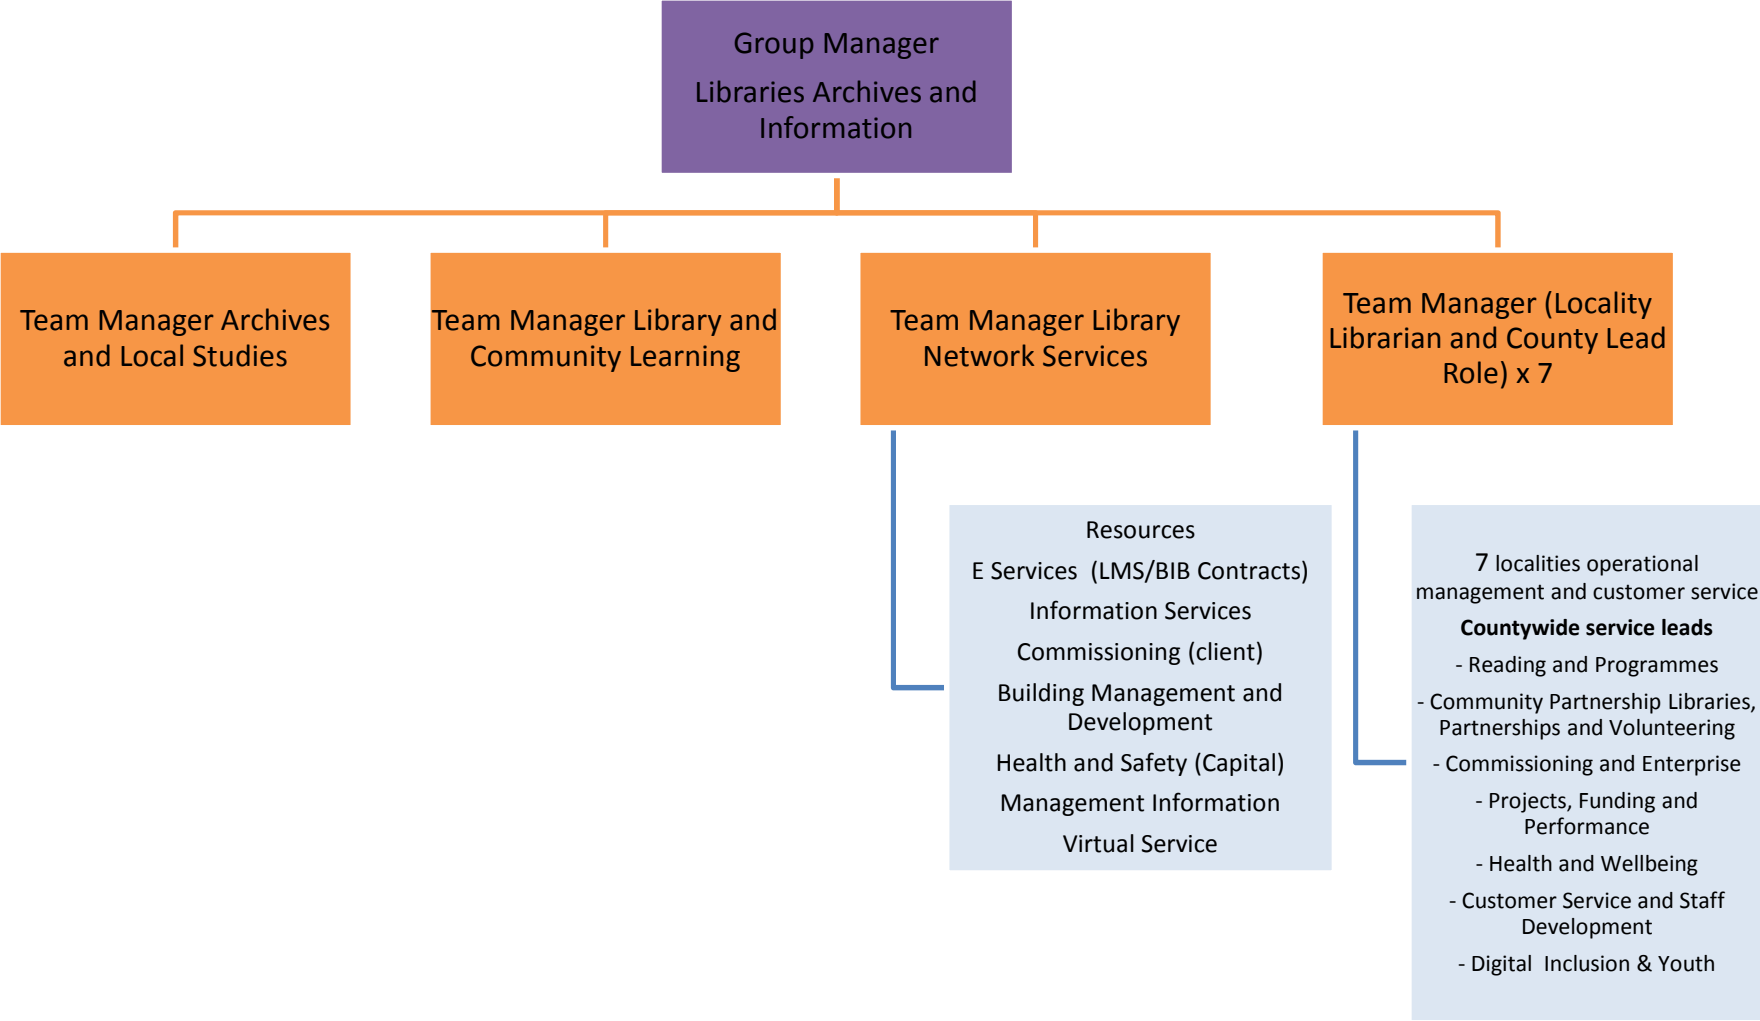 Group Manager
Libraries Archives and
Information
Team Manager Archives
and Local Studies
Team Manager Library and
Community Learning
Team Manager Library
Network Services
Team Manager (Locality
Librarian and County Lead
Role) x 7
Resources
E Services  (LMS/BIB Contracts)
Information Services
Commissioning (client)
Building Management and
Development
Health and Safety (Capital)
Management Information
Virtual Service
7 localities operational
management and customer service
Countywide service leads
- Reading and Programmes
- Community Partnership Libraries,
Partnerships and Volunteering
- Commissioning and Enterprise
- Projects, Funding and
Performance
- Health and Wellbeing
- Customer Service and Staff
Development
- Digital  Inclusion & Youth